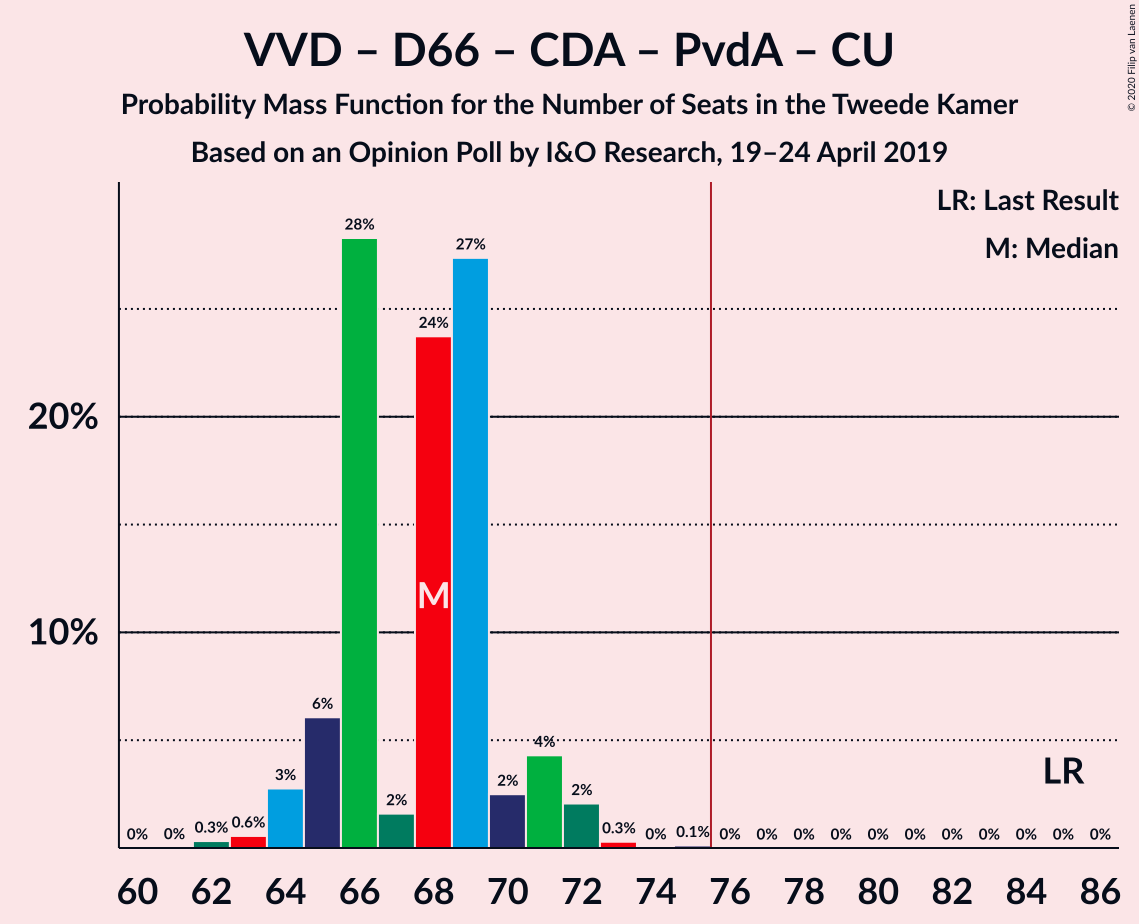 VVD – D66 – CDA – PvdA – CU
Probability Mass Function for the Number of Seats in the Tweede Kamer
Based on an Opinion Poll by I&O Research, 19–24 April 2019
© 2020 Filip van Laenen
LR: Last Result
M: Median
20%
10%
0% 0% 0.3% 0.6% 3% 6% 28% 2% 24% 27% 2% 4% 2% 0.3% 0% 0.1% 0% 0% 0% 0% 0% 0% 0% 0% 0% 0% 0%
M
LR
60 62 64 66 68 70 72 74 76 78 80 82 84 86